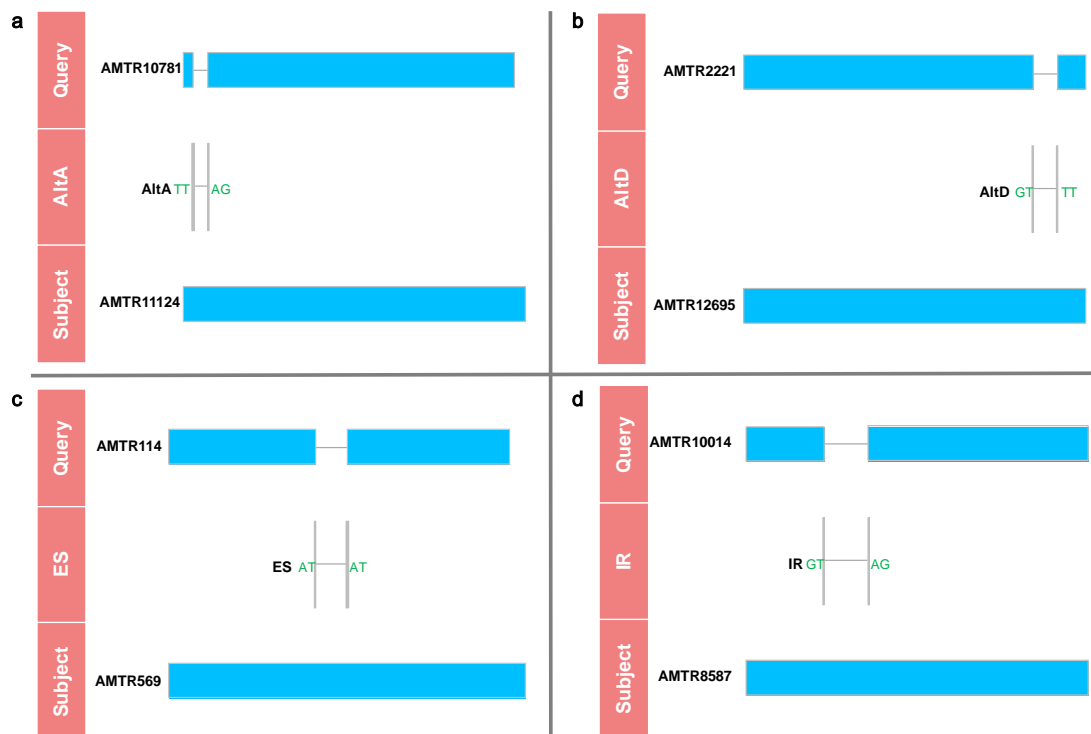 a
Query
AMTR10781
AltA
AltA TT AG
Subject
AMTR11124
b
Query
AMTR2221
AltD
AltD GT TT
Subject
AMTR12695
c
Query
AMTR114
ES
ES AT AT
Subject
AMTR569
d
Query
AMTR10014
IR
IR GT AG
Subject
AMTR8587